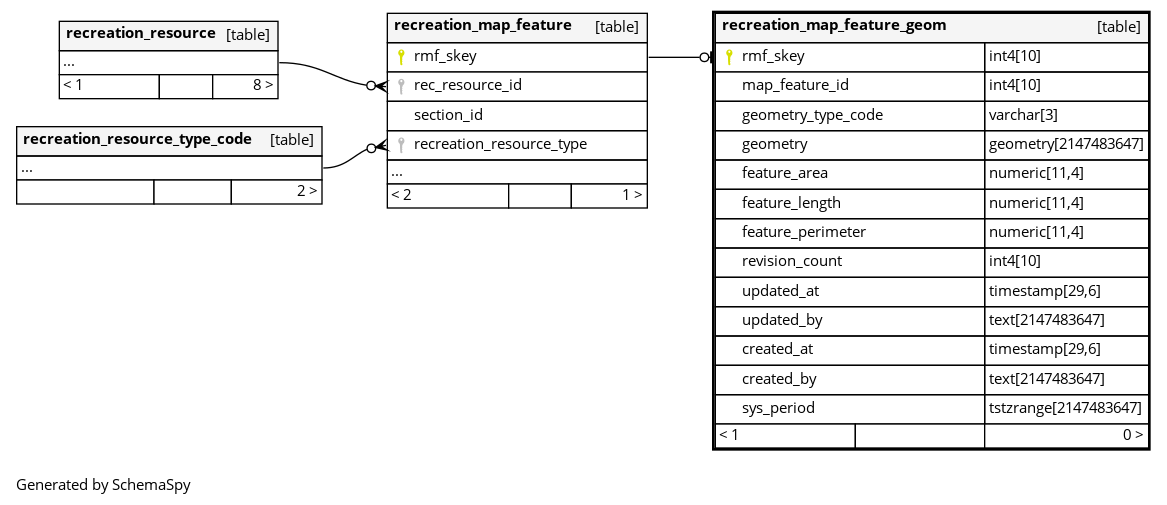 recreation_resource [table]
...
< 1 8 >
recreation_resource_type_code [table]
...
2 >
recreation_map_feature [table]
rmf_skey
rec_resource_id
section_id
recreation_resource_type
...
< 2 1 >
recreation_map_feature_geom [table]
rmf_skey int4[10]
map_feature_id int4[10]
geometry_type_code varchar[3]
geometry geometry[2147483647]
feature_area numeric[11,4]
feature_length numeric[11,4]
feature_perimeter numeric[11,4]
revision_count int4[10]
updated_at timestamp[29,6]
updated_by text[2147483647]
created_at timestamp[29,6]
created_by text[2147483647]
sys_period tstzrange[2147483647]
< 1 0 >
Generated by SchemaSpy